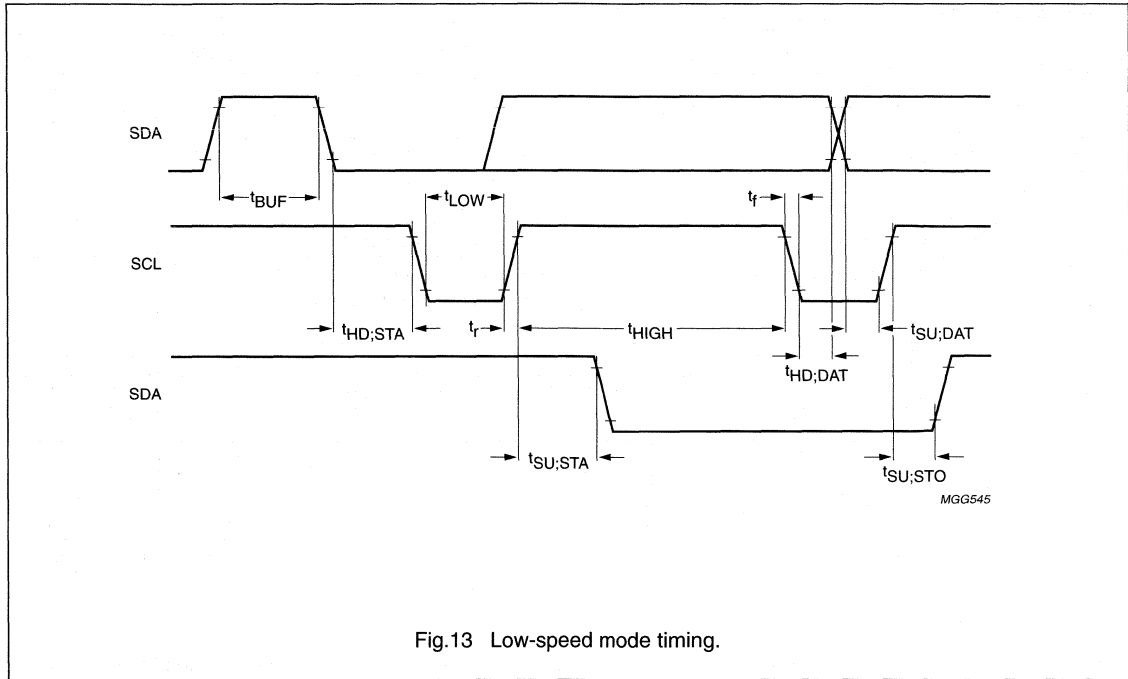 SDA
tBUF
tLOW
tf
SCL
tHD;STA
tr
tHIGH
tSU;DAT
tHD;DAT
SDA
tSU;STA
tSU;STO
MGG545
Fig.13 Low-speed mode timing.